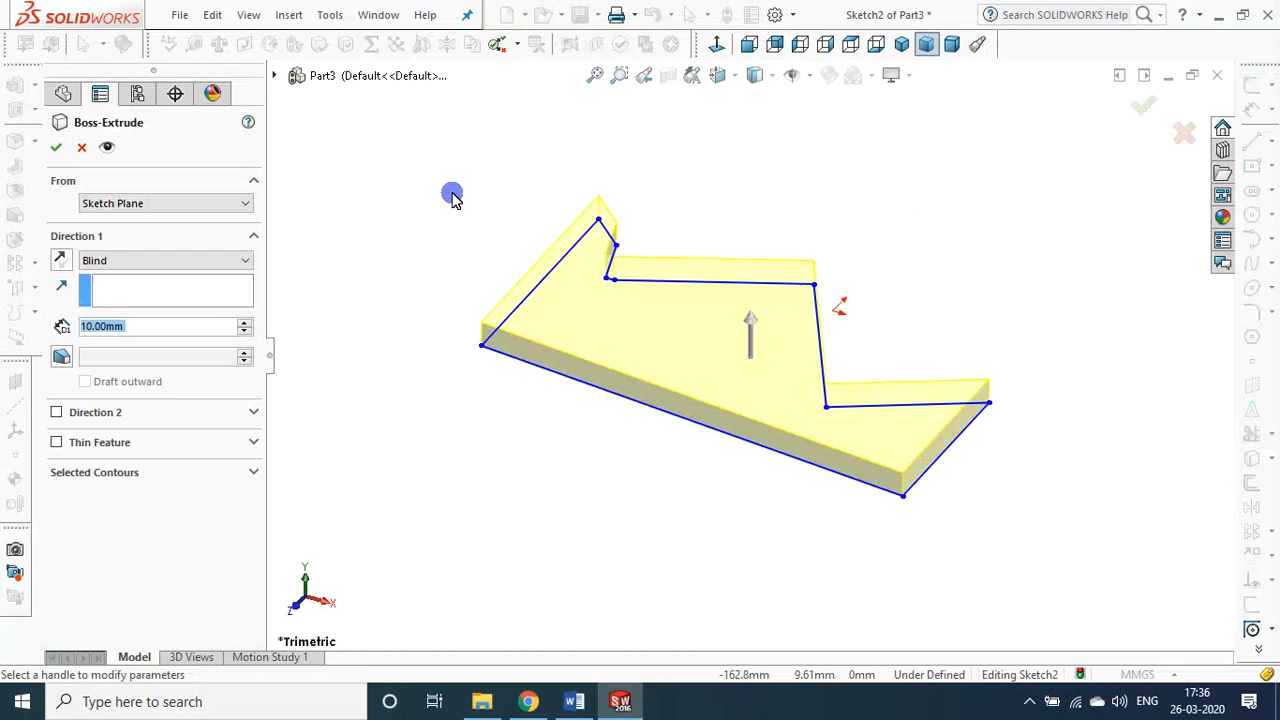 SOLIDWORKS
File Edit View Insert Tools Window Help
Sketch2 of Part3 *
Search SOLIDWORKS Help
?
Part3 (Default<<Default>...
Boss-Extrude
?
From
Sketch Plane
Direction 1
Blind
D1
10.00mm
Draft outward
Direction 2
Thin Feature
Selected Contours
Y
X
Z
*Trimetric
Model 3D Views Motion Study 1
Select a handle to modify parameters
-162.8mm 9.61mm 0mm Under Defined Editing Sketch2 MMGS
Type here to search
W
SW
2016
ENG
17:36
26-03-2020